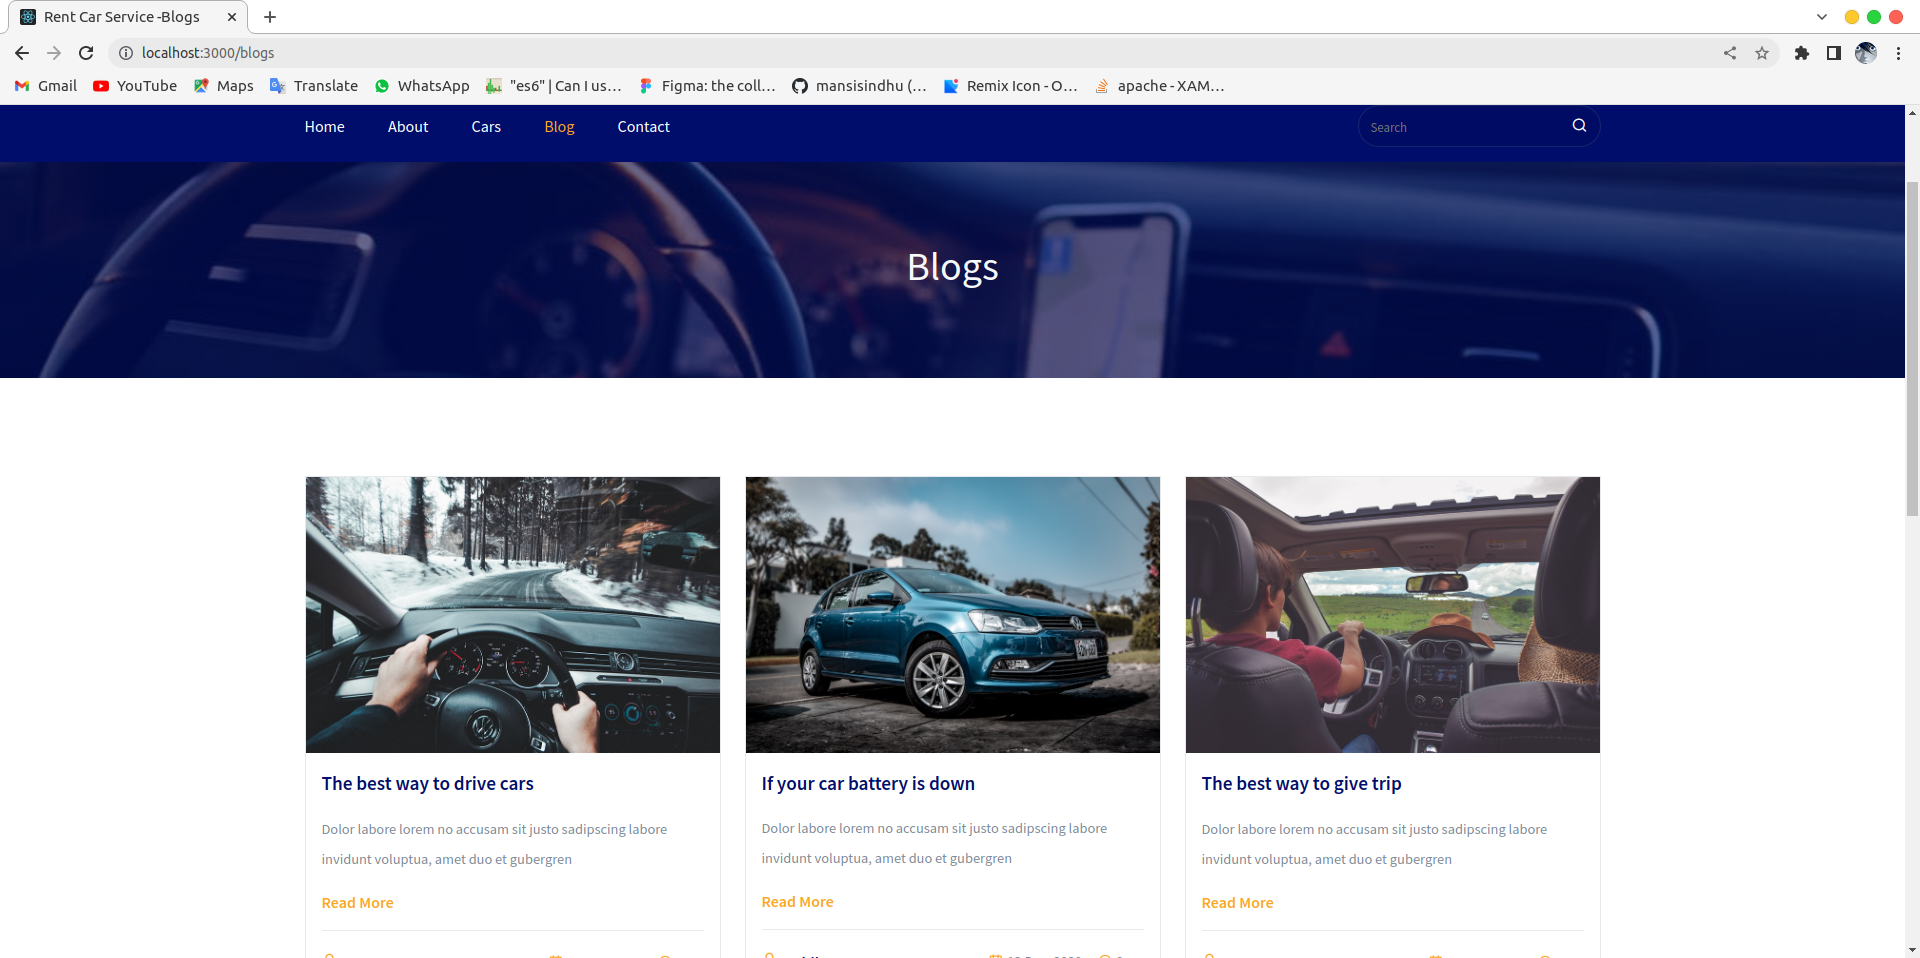 Rent Car Service -Blogs
localhost:3000/blogs
Gmail YouTube Maps Translate WhatsApp "es6" | Can I us... Figma: the coll... mansisindhu (... Remix Icon - O... apache - XAM...
Home About Cars Blog Contact Search
Blogs
The best way to drive cars
Dolor labore lorem no accusam sit justo sadipscing labore
invidunt voluptua, amet duo et gubergren
Read More
If your car battery is down
Dolor labore lorem no accusam sit justo sadipscing labore
invidunt voluptua, amet duo et gubergren
Read More
The best way to give trip
Dolor labore lorem no accusam sit justo sadipscing labore
invidunt voluptua, amet duo et gubergren
Read More